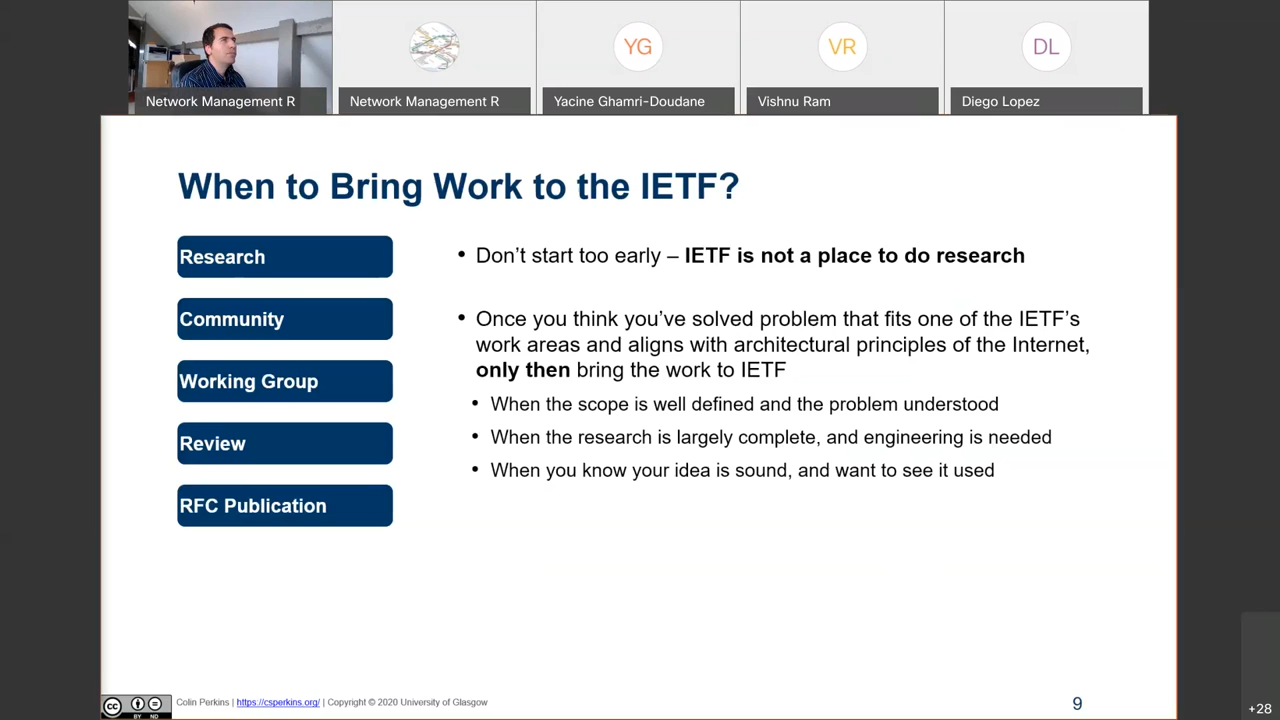 YG
VR
DL
Network Management R
Network Management R
Yacine Ghamri-Doudane
Vishnu Ram
Diego Lopez
When to Bring Work to the IETF?
Research
Community
Working Group
Review
RFC Publication
• Don’t start too early – IETF is not a place to do research
• Once you think you’ve solved problem that fits one of the IETF’s
work areas and aligns with architectural principles of the Internet,
only then bring the work to IETF
• When the scope is well defined and the problem understood
• When the research is largely complete, and engineering is needed
• When you know your idea is sound, and want to see it used
cc BY ND
Colin Perkins | https://csperkins.org/ | Copyright © 2020 University of Glasgow
9
+28